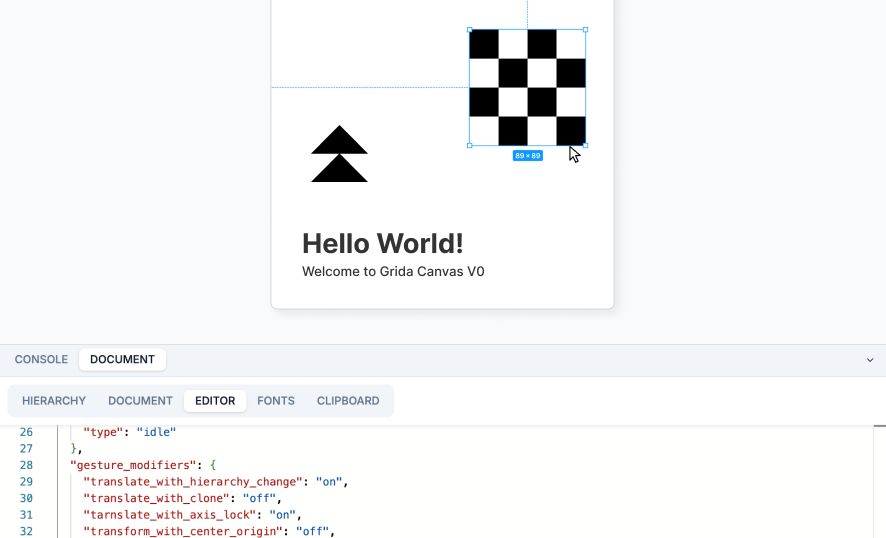 89 × 89
Hello World!
Welcome to Grida Canvas V0
CONSOLE DOCUMENT
HIERARCHY DOCUMENT EDITOR FONTS CLIPBOARD
26 "type": "idle"
27 },
28 "gesture_modifiers": {
29 "translate_with_hierarchy_change": "on",
30 "translate_with_clone": "off",
31 "tarnslate_with_axis_lock": "on",
32 "transform_with_center_origin": "off",